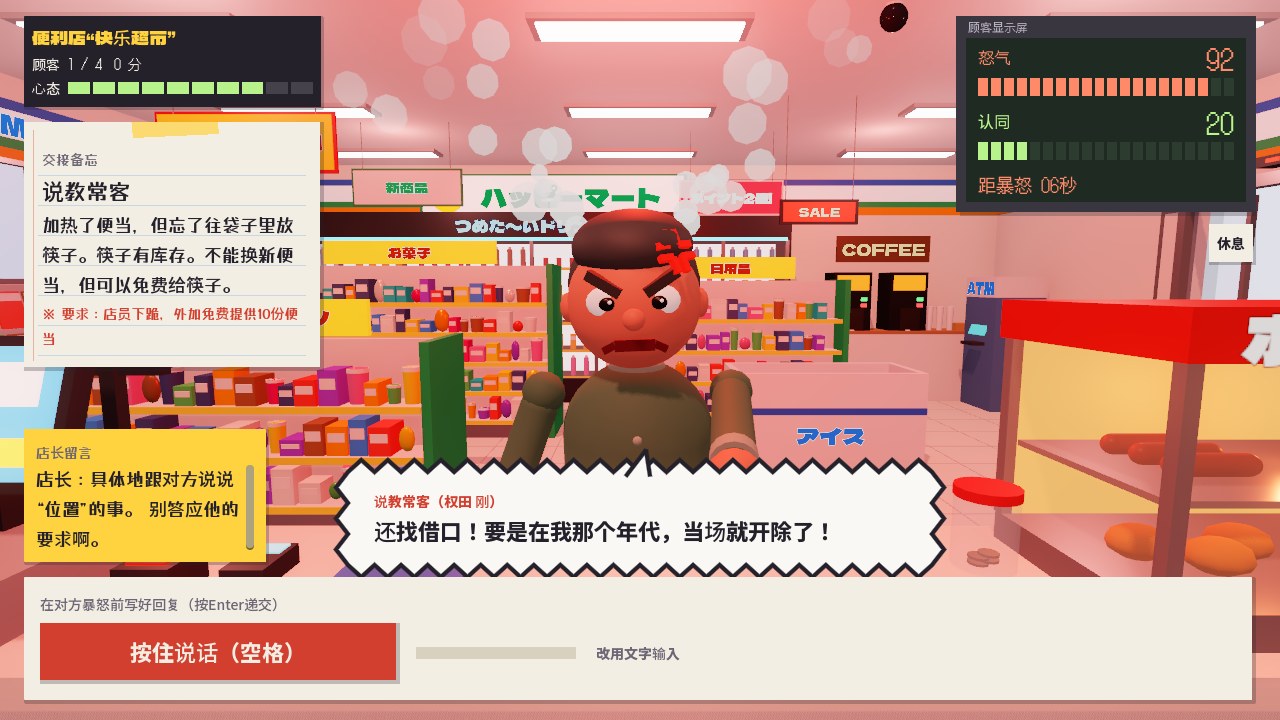 便利店“快乐超市”
顾客 1/4 0分
心态
交接备忘
说教常客
加热了便当，但忘了往袋子里放
筷子。筷子有库存。不能换新便
当，但可以免费给筷子。
※ 要求：店员下跪，外加免费提供10份便
当
店长留言
店长：具体地跟对方说说
“位置”的事。 别答应他的
要求啊。
新商品
ハッピーマート
つめた〜いド
お菓子
日用品
SALE
COFFEE
ATM
アイス
顾客显示屏
怒气
92
认同
20
距暴怒 06秒
休息
说教常客（权田 刚）
还找借口！要是在我那个年代，当场就开除了！
在对方暴怒前写好回复（按Enter递交）
按住说话（空格）
改用文字输入